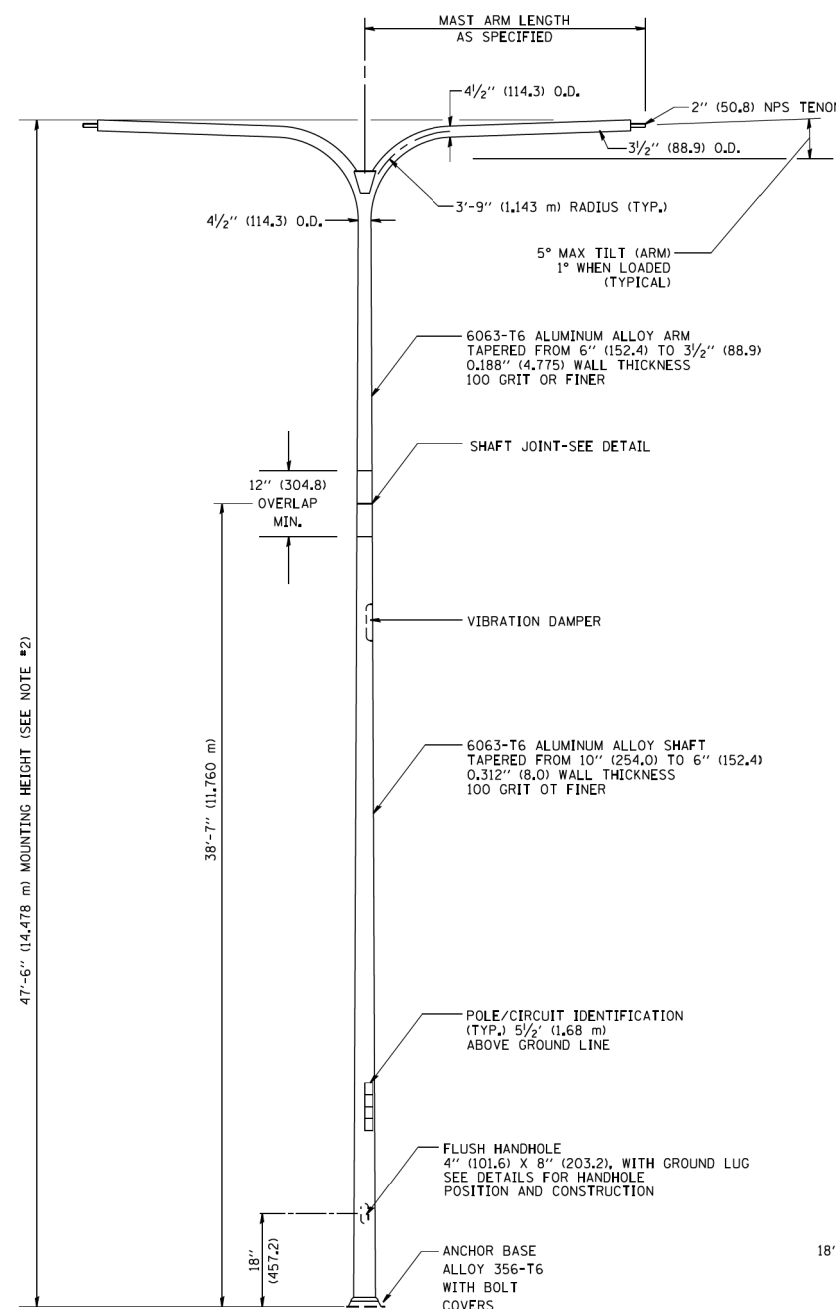 MAST ARM LENGTH
AS SPECIFIED
4 1/2" (114.3) O.D.
2" (50.8) NPS TENO
3 1/2" (88.9) O.D.
3'-9" (1.143 m) RADIUS (TYP.)
4 1/2" (114.3) O.D.
5° MAX TILT (ARM)
1° WHEN LOADED
(TYPICAL)
6063-T6 ALUMINUM ALLOY ARM
TAPERED FROM 6" (152.4) TO 3 1/2" (88.9)
0.188" (4.775) WALL THICKNESS
100 GRIT OR FINER
SHAFT JOINT-SEE DETAIL
12" (304.8)
OVERLAP
MIN.
VIBRATION DAMPER
47'-6" (14.478 m) MOUNTING HEIGHT (SEE NOTE #2)
38'-7" (11.760 m)
6063-T6 ALUMINUM ALLOY SHAFT
TAPERED FROM 10" (254.0) TO 6" (152.4)
0.312" (8.0) WALL THICKNESS
100 GRIT OT FINER
POLE/CIRCUIT IDENTIFICATION
(TYP.) 5 1/2' (1.68 m)
ABOVE GROUND LINE
FLUSH HANDHOLE
4" (101.6) X 8" (203.2), WITH GROUND LUG
SEE DETAILS FOR HANDHOLE
POSITION AND CONSTRUCTION
18"
(457.2)
ANCHOR BASE
ALLOY 356-T6
WITH BOLT
COVERS
18'